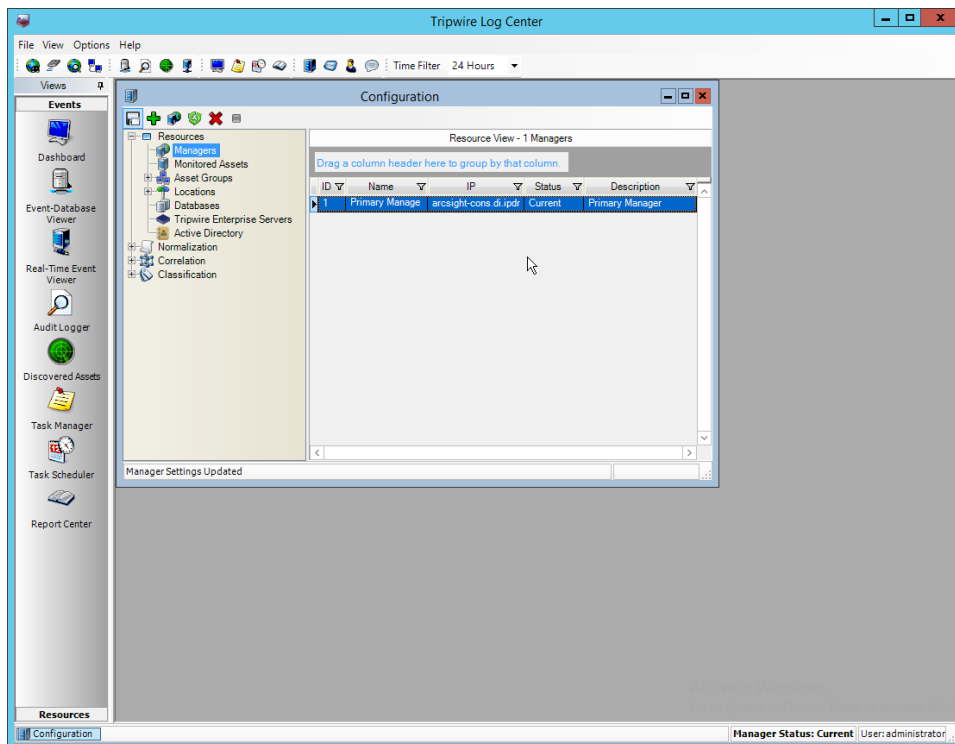 Tripwire Log Center
File View Options Help
Time Filter 24 Hours
Views
Events
Dashboard
Event-Database
Viewer
Real-Time Event
Viewer
Audit Logger
Discovered Assets
Task Manager
Task Scheduler
Report Center
Resources
Configuration
Resources
Managers
Monitored Assets
Asset Groups
Locations
Databases
Tripwire Enterprise Servers
Active Directory
Normalization
Correlation
Classification
Resource View - 1 Managers
Drag a column header here to group by that column.
ID Name IP Status Description
1 Primary Manage arcsight-cons.di.ipdr Current Primary Manager
Manager Settings Updated
Activate Windows
Configuration
Manager Status: Current User: administrator